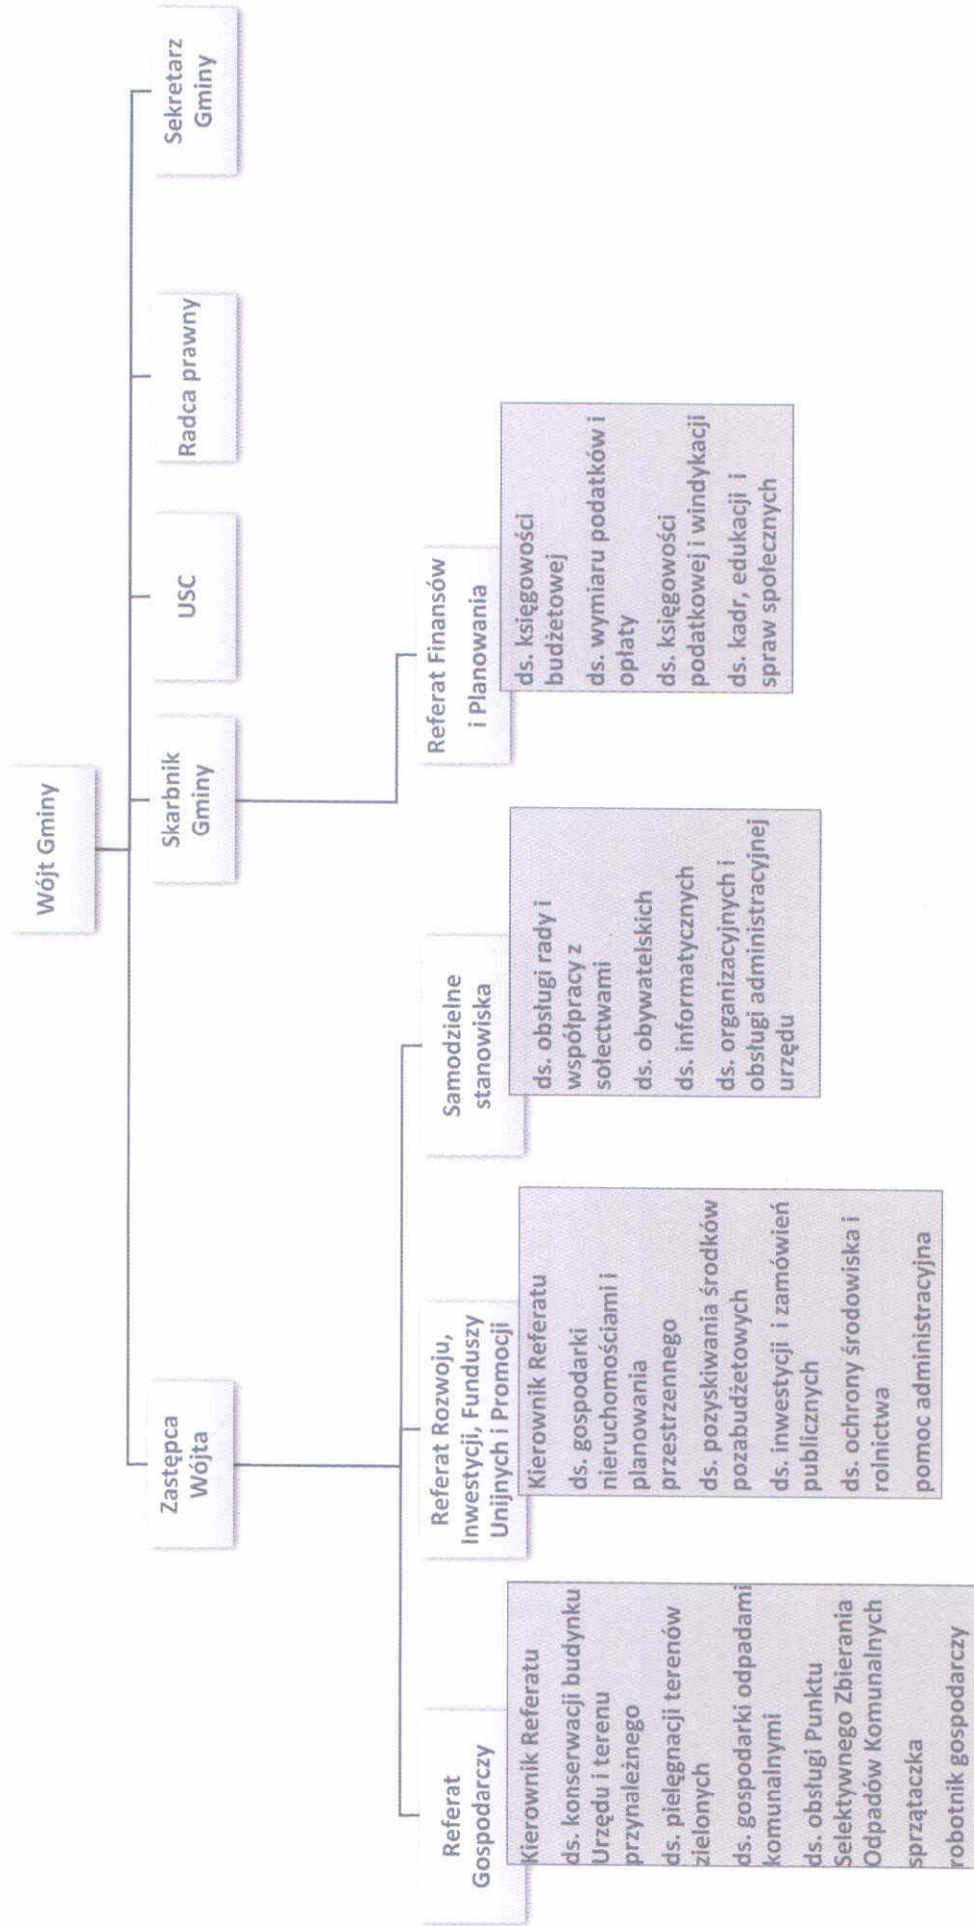 Wójt Gminy
Zastępca
Wójta
Skarbnik
Gminy
USC
Radca prawny
Sekretarz
Gminy
Referat
Gospodarczy
Kierownik Referatu
ds. konserwacji budynku
Urzędu i terenu
przynależnego
ds. pielęgnacji terenów
zielonych
ds. gospodarki odpadami
komunalnymi
ds. obsługi Punktu
Selektywnego Zbierania
Odpadów Komunalnych
sprzątaczka
robotnik gospodarczy
Referat Rozwoju,
Inwestycji, Funduszy
Unijnych i Promocji
Kierownik Referatu
ds. gospodarki
nieruchomościami i
planowania
przestrzennego
ds. pozyskiwania środków
pozabudżetowych
ds. inwestycji i zamówień
publicznych
ds. ochrony środowiska i
rolnictwa
pomoc administracyjna
Samodzielne
stanowiska
ds. obsługi rady i
współpracy z
sołectwami
ds. obywatelskich
ds. informatycznych
ds. organizacyjnych i
obsługi administracyjnej
urzędu
Referat Finansów
i Planowania
ds. księgowości
budżetowej
ds. wymiaru podatków i
opłaty
ds. księgowości
podatkowej i windykacji
ds. kadr, edukacji i
spraw społecznych